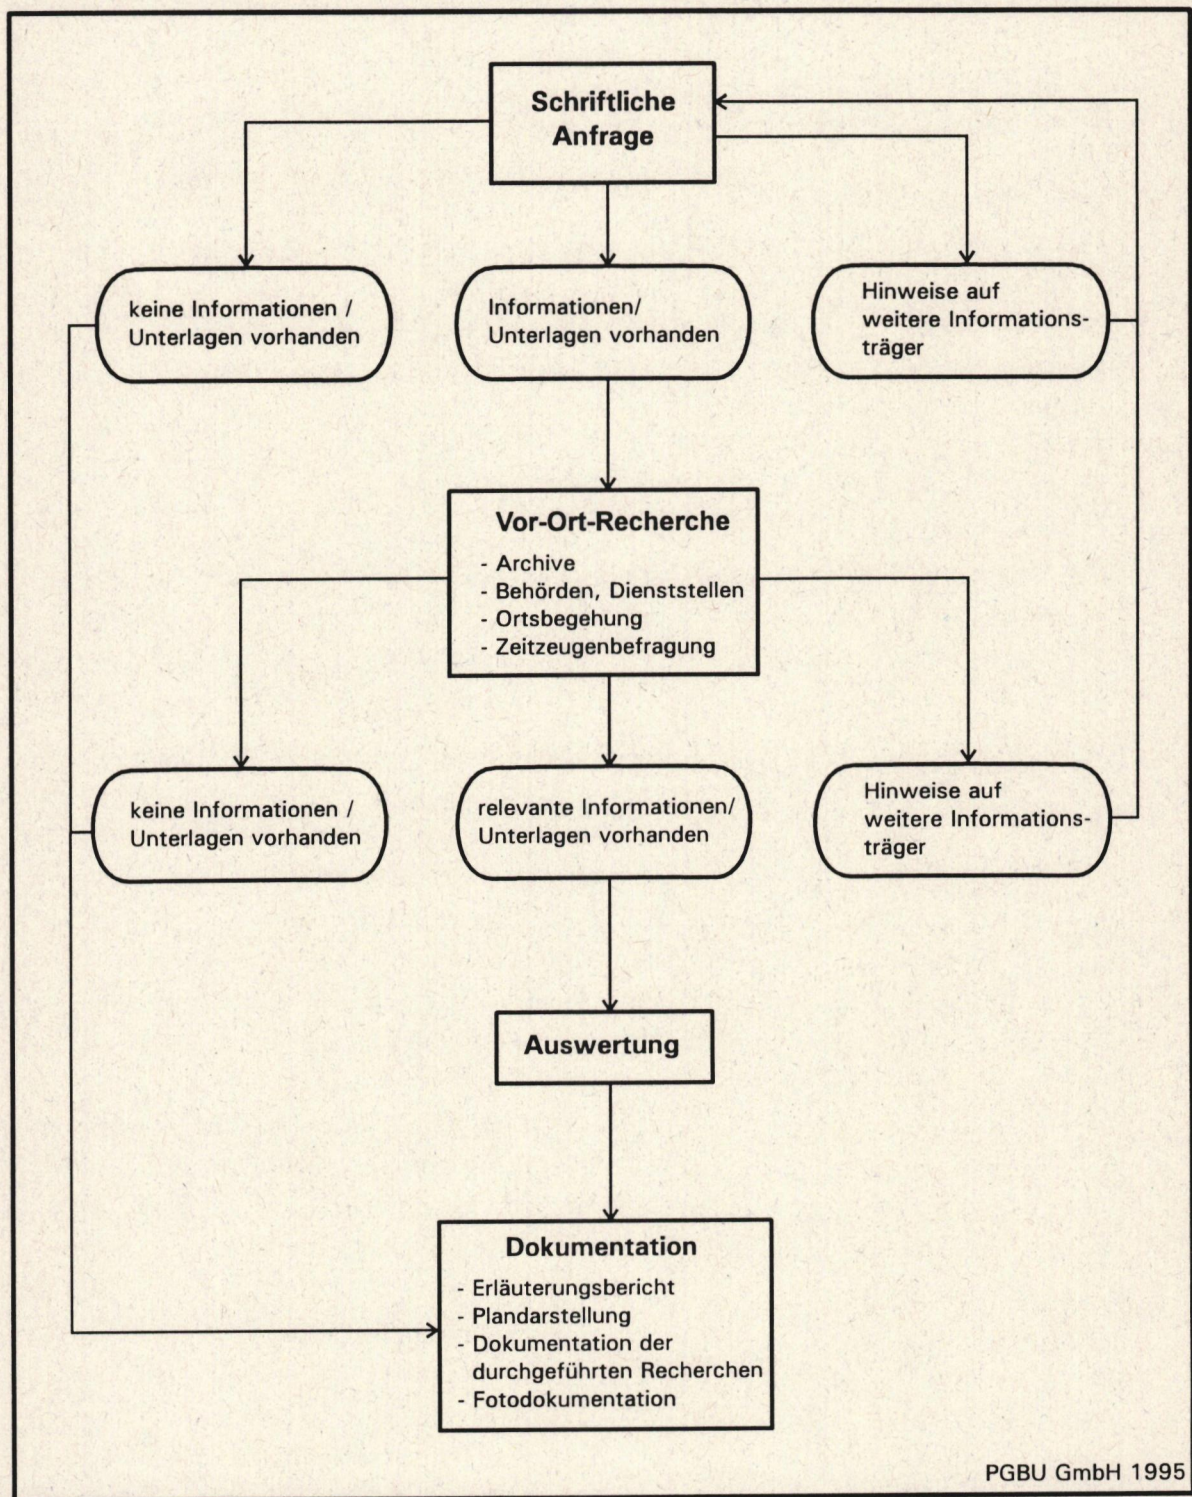 Schriftliche
Anfrage
keine Informationen /
Unterlagen vorhanden
Informationen/
Unterlagen vorhanden
Hinweise auf
weitere Informations-
träger
Vor-Ort-Recherche
- Archive
- Behörden, Dienststellen
- Ortsbegehung
- Zeitzeugenbefragung
keine Informationen /
Unterlagen vorhanden
relevante Informationen/
Unterlagen vorhanden
Hinweise auf
weitere Informations-
träger
Auswertung
Dokumentation
- Erläuterungsbericht
- Plandarstellung
- Dokumentation der
durchgeführten Recherchen
- Fotodokumentation
PGBU GmbH 1995